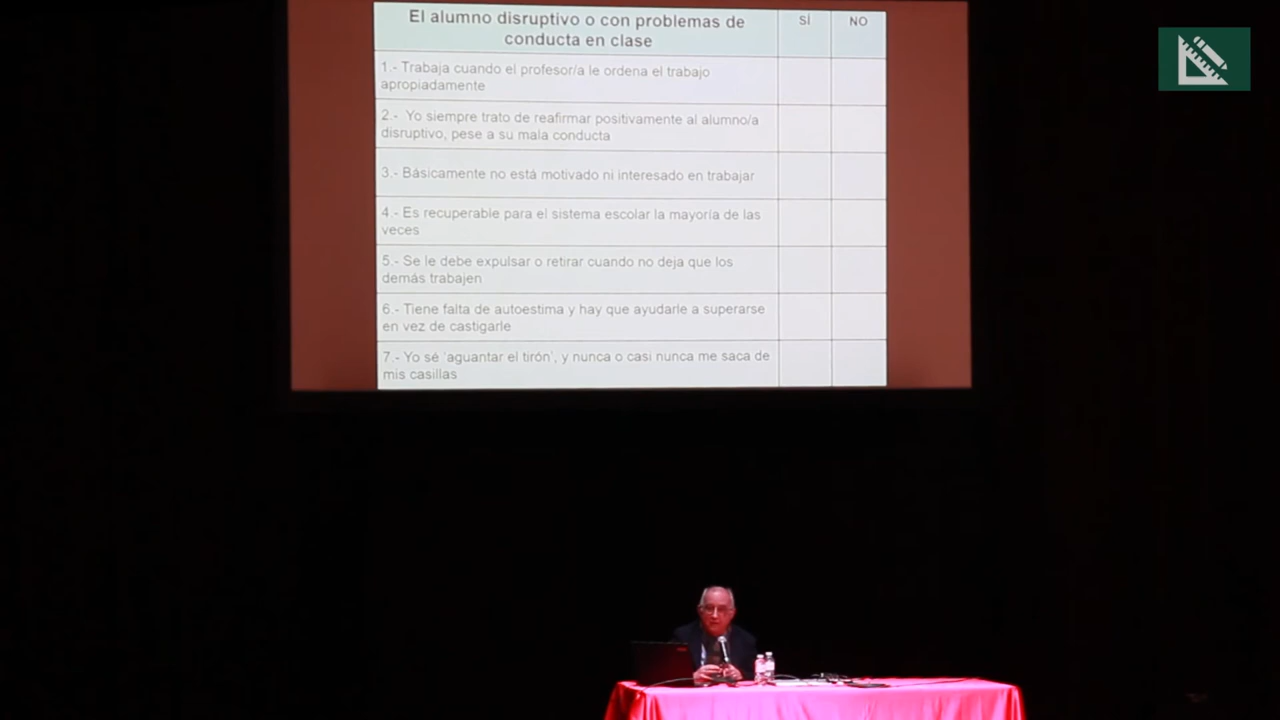 El alumno disruptivo o con problemas de
conducta en clase
SÍ
NO
1.- Trabaja cuando el profesor/a le ordena el trabajo
apropiadamente
2.- Yo siempre trato de reafirmar positivamente al alumno/a
disruptivo, pese a su mala conducta
3.- Básicamente no está motivado ni interesado en trabajar
4.- Es recuperable para el sistema escolar la mayoría de las
veces
5.- Se le debe expulsar o retirar cuando no deja que los
demás trabajen
6.- Tiene falta de autoestima y hay que ayudarle a superarse
en vez de castigarle
7.- Yo sé ‘aguantar el tirón’, y nunca o casi nunca me saca de
mis casillas